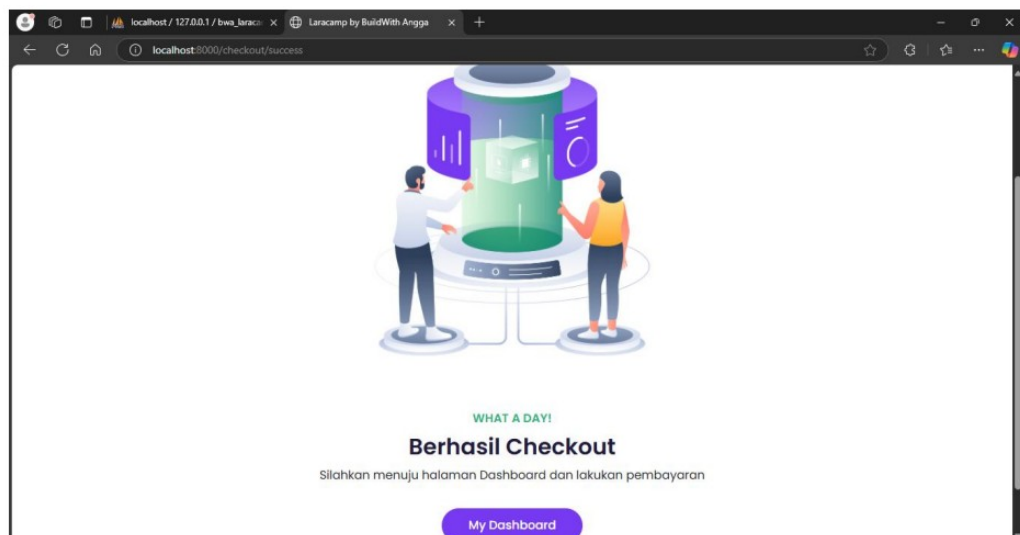 localhost / 127.0.0.1 / bwa_laraca
Laracamp by BuildWith Angga
localhost:8000/checkout/success
WHAT A DAY!
Berhasil Checkout
Silahkan menuju halaman Dashboard dan lakukan pembayaran
My Dashboard